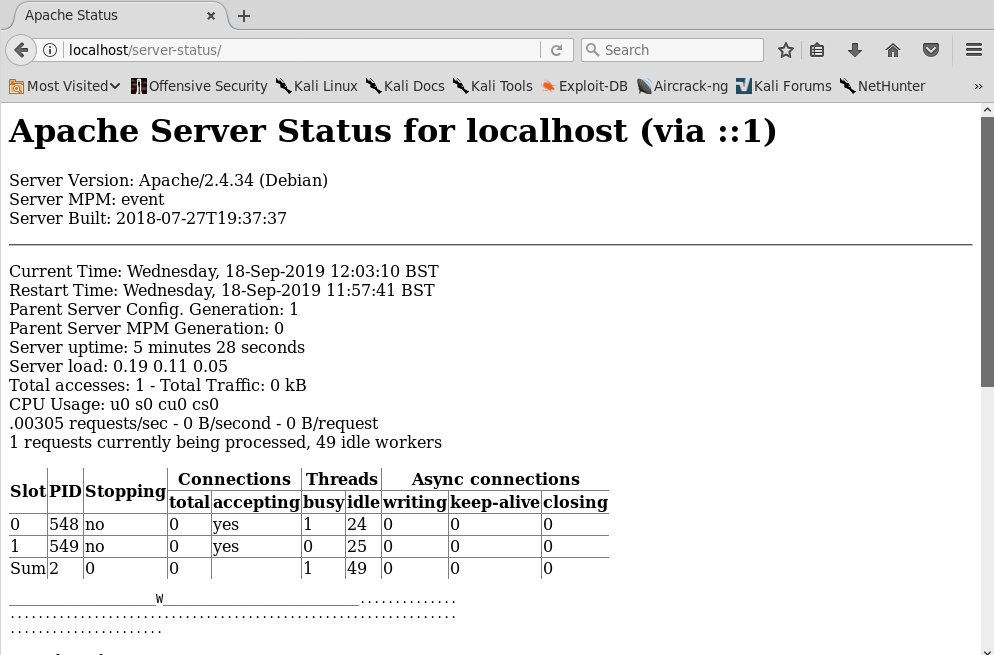 Apache Status
localhost/server-status/
Search
Most Visited Offensive Security Kali Linux Kali Docs Kali Tools Exploit-DB Aircrack-ng Kali Forums NetHunter »
Apache Server Status for localhost (via ::1)
Server Version: Apache/2.4.34 (Debian)
Server MPM: event
Server Built: 2018-07-27T19:37:37
Current Time: Wednesday, 18-Sep-2019 12:03:10 BST
Restart Time: Wednesday, 18-Sep-2019 11:57:41 BST
Parent Server Config. Generation: 1
Parent Server MPM Generation: 0
Server uptime: 5 minutes 28 seconds
Server load: 0.19 0.11 0.05
Total accesses: 1 - Total Traffic: 0 kB
CPU Usage: u0 s0 cu0 cs0
.00305 requests/sec - 0 B/second - 0 B/request
1 requests currently being processed, 49 idle workers
Slot PID Stopping Connections Threads Async connections
total accepting busy idle writing keep-alive closing
0 548 no 0 yes 1 24 0 0 0
1 549 no 0 yes 0 25 0 0 0
Sum 2 0 0 1 49 0 0 0
_____________________W____________________________..............
................................................................
......................